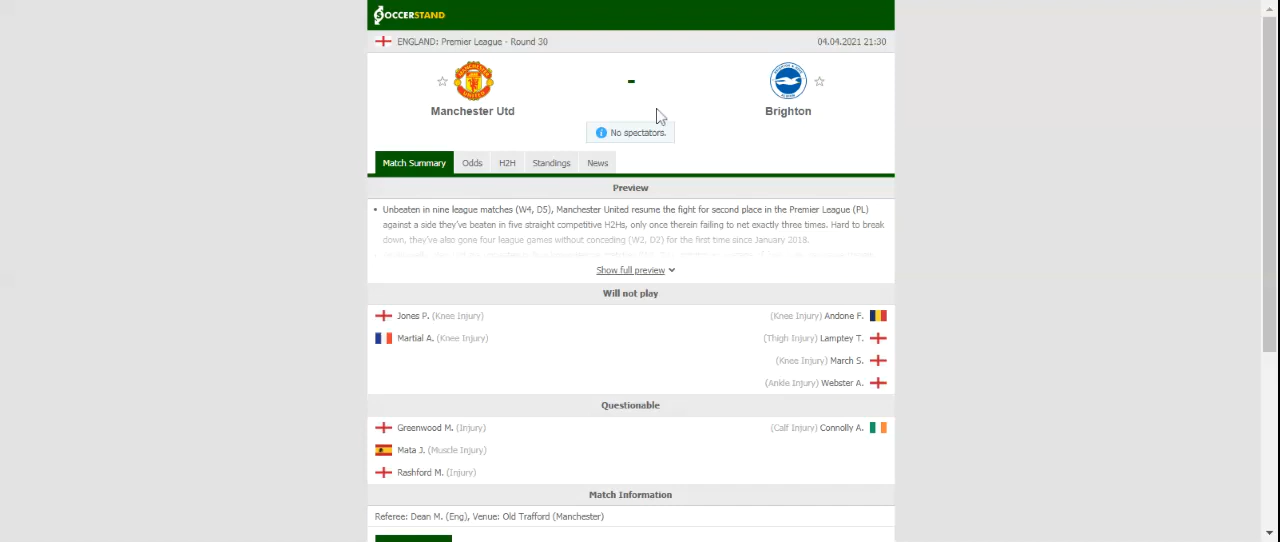 SOCCERSTAND
ENGLAND: Premier League - Round 30 04.04.2021 21:30
-
Manchester Utd Brighton
No spectators.
Match Summary Odds H2H Standings News
Preview
• Unbeaten in nine league matches (W4, D5), Manchester United resume the fight for second place in the Premier League (PL)
against a side they've beaten in five straight competitive H2Hs, only once therein failing to net exactly three times. Hard to break
down, they've also gone four league games without conceding (W2, D2) for the first time since January 2018.
Show full preview
Will not play
Jones P. (Knee Injury) (Knee Injury) Andone F.
Martial A. (Knee Injury) (Thigh Injury) Lamptey T.
(Knee Injury) March S.
(Ankle Injury) Webster A.
Questionable
Greenwood M. (Injury) (Calf Injury) Connolly A.
Mata J. (Muscle Injury)
Rashford M. (Injury)
Match Information
Referee: Dean M. (Eng), Venue: Old Trafford (Manchester)